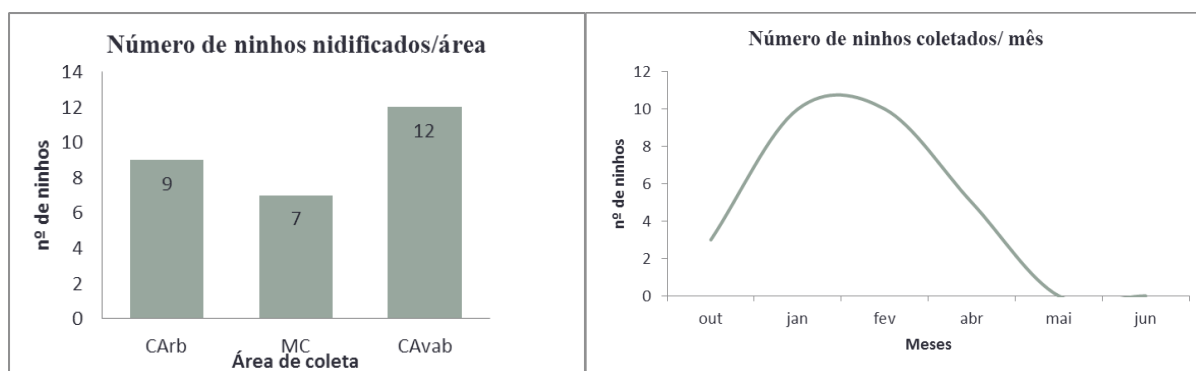 Número de ninhos nidificados/área
14
12
10
8
6
4
2
0
nº de ninhos
9
7
12
CArb
MC
CAvab
Área de coleta
Número de ninhos coletados/ mês
12
10
8
6
4
2
0
nº de ninhos
out
jan
fev
abr
mai
jun
Meses